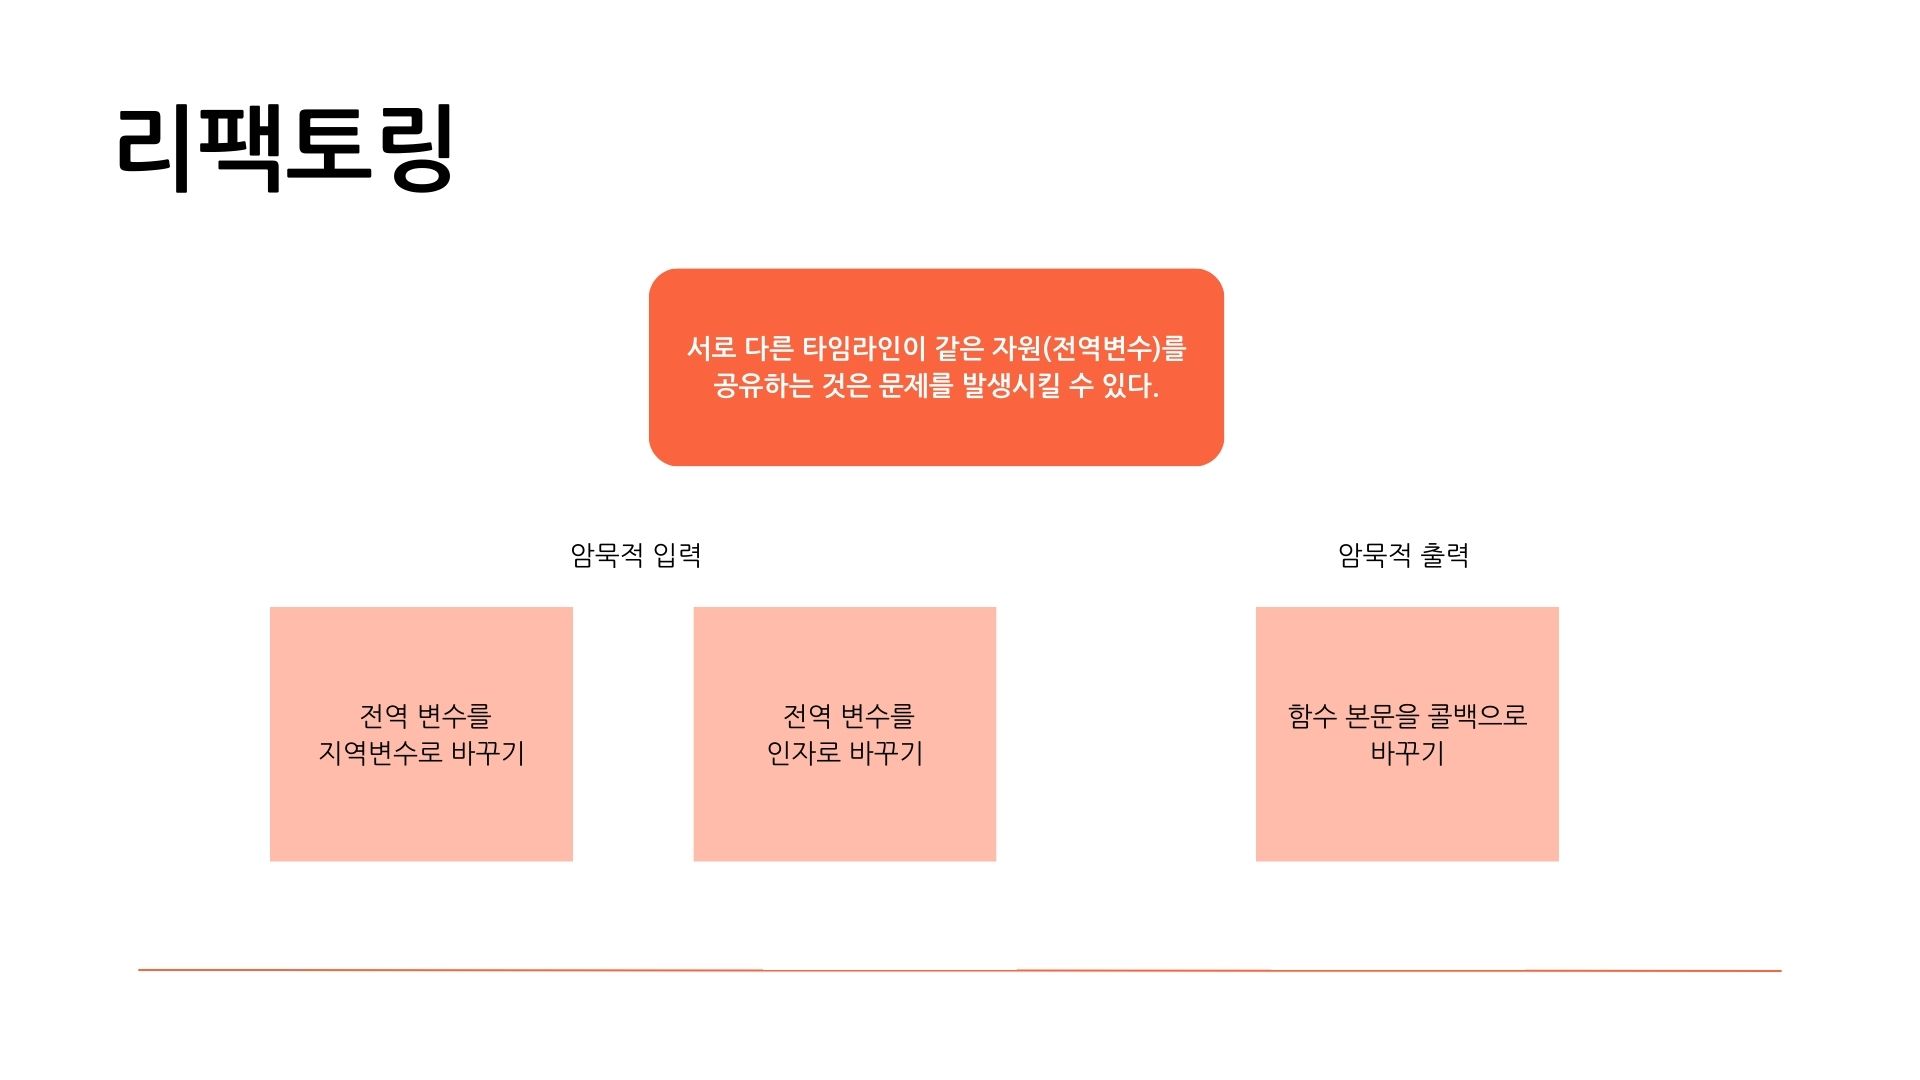 리팩토링
서로 다른 타임라인이 같은 자원(전역변수)를
공유하는 것은 문제를 발생시킬 수 있다.
암묵적 입력
암묵적 출력
전역 변수를
지역변수로 바꾸기
전역 변수를
인자로 바꾸기
함수 본문을 콜백으로
바꾸기